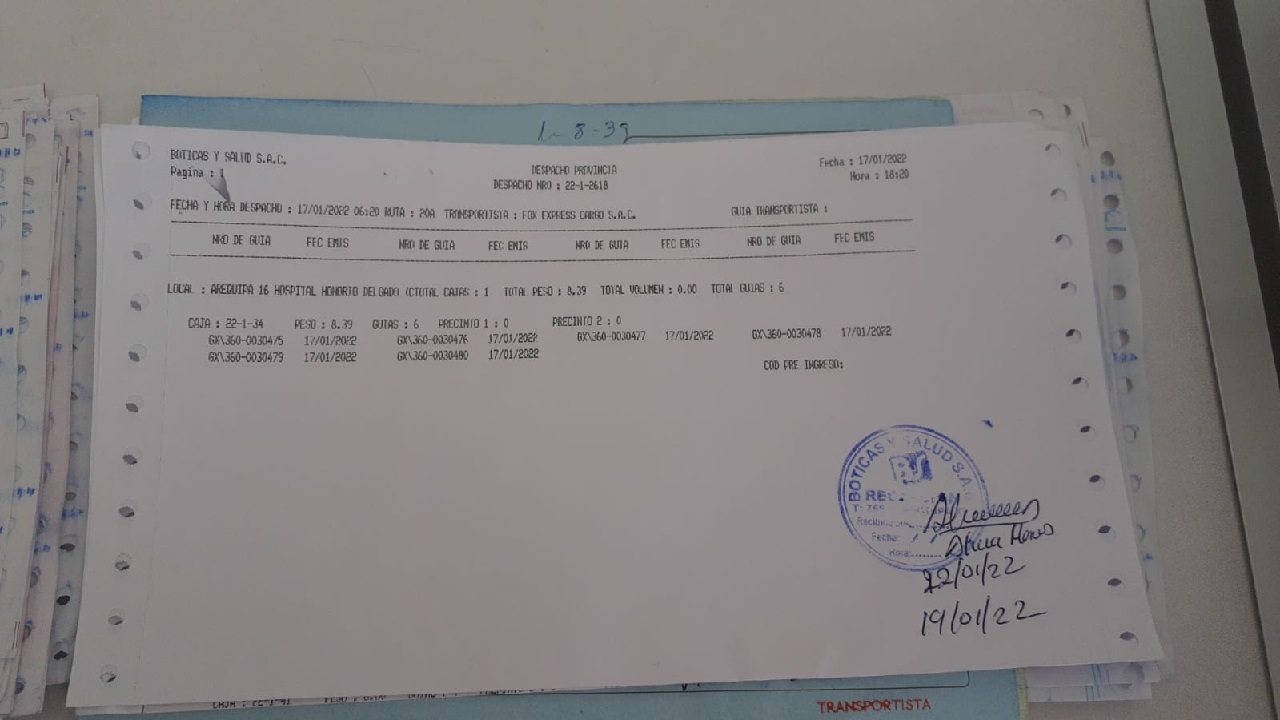 1-8-39
BOTICAS Y SALUD S.A.C.
Pagina : 1
DESPACHO PROVINCIA
DESPACHO NRO : 22-1-261B
Fecha : 17/01/2022
Hora : 18:20
FECHA Y HORA DESPACHO : 17/01/2022 06:20 RUTA : 20A TRANSPORTISTA : FOX EXPRESS CARGO S.A.C. GUIA TRANSPORTISTA :
NRO DE GUIA FEC EMIS NRO DE GUIA FEC EMIS NRO DE GUIA FEC EMIS NRO DE GUIA FEC EMIS
LOCAL : AREQUIPA 16 HOSPITAL HONORIO DELGADO (CTOTAL CAJAS : 1 TOTAL PESO : 8.39 TOTAL VOLUMEN : 0.00 TOTAL GUIAS : 6
CAJA : 22-1-34 PESO : 8.39 GUIAS : 6 PRECINTO 1 : 0 PRECINTO 2 : 0
GX\360-0030475 17/01/2022 GX\360-0030476 17/01/2022 GX\360-0030477 17/01/2022 GX\360-0030478 17/01/2022
GX\360-0030479 17/01/2022 GX\360-0030480 17/01/2022
COD PRE INGRESO:
BOTICAS Y SALUD S.A.
BS
Fecha:
Hora:
22/01/22
19/01/22
TRANSPORTISTA